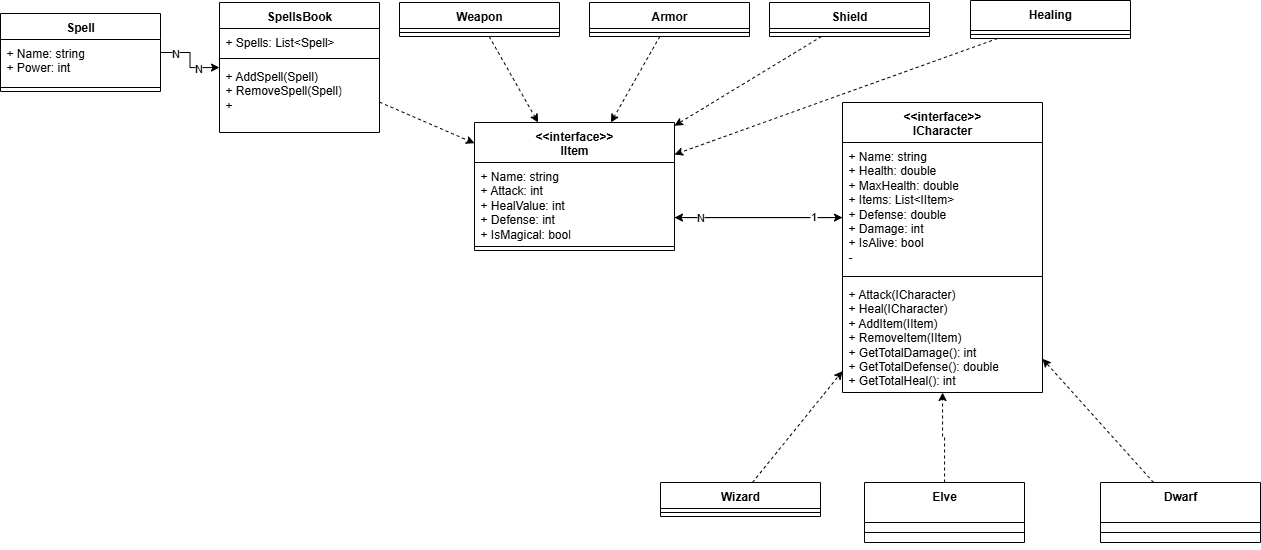 Spell
+ Name: string
+ Power: int
N
N
SpellsBook
+ Spells: List<Spell>
+ AddSpell(Spell)
+ RemoveSpell(Spell)
+
Weapon
Armor
Shield
Healing
<<interface>>
IItem
+ Name: string
+ Attack: int
+ HealValue: int
+ Defense: int
+ IsMagical: bool
N
1
<<interface>>
ICharacter
+ Name: string
+ Health: double
+ MaxHealth: double
+ Items: List<IItem>
+ Defense: double
+ Damage: int
+ IsAlive: bool
-
+ Attack(ICharacter)
+ Heal(ICharacter)
+ AddItem(IItem)
+ RemoveItem(IItem)
+ GetTotalDamage(): int
+ GetTotalDefense(): double
+ GetTotalHeal(): int
Wizard
Elve
Dwarf